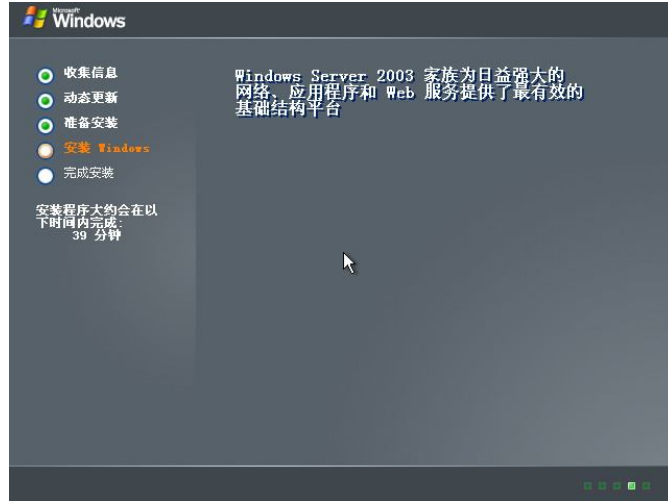 Microsoft
Windows
收集信息
动态更新
准备安装
安装 Windows
完成安装
安装程序大约会在以
下时间内完成:
39 分钟
Windows Server 2003 家族为日益强大的
网络、应用程序和 Web 服务提供了最有效的
基础结构平台